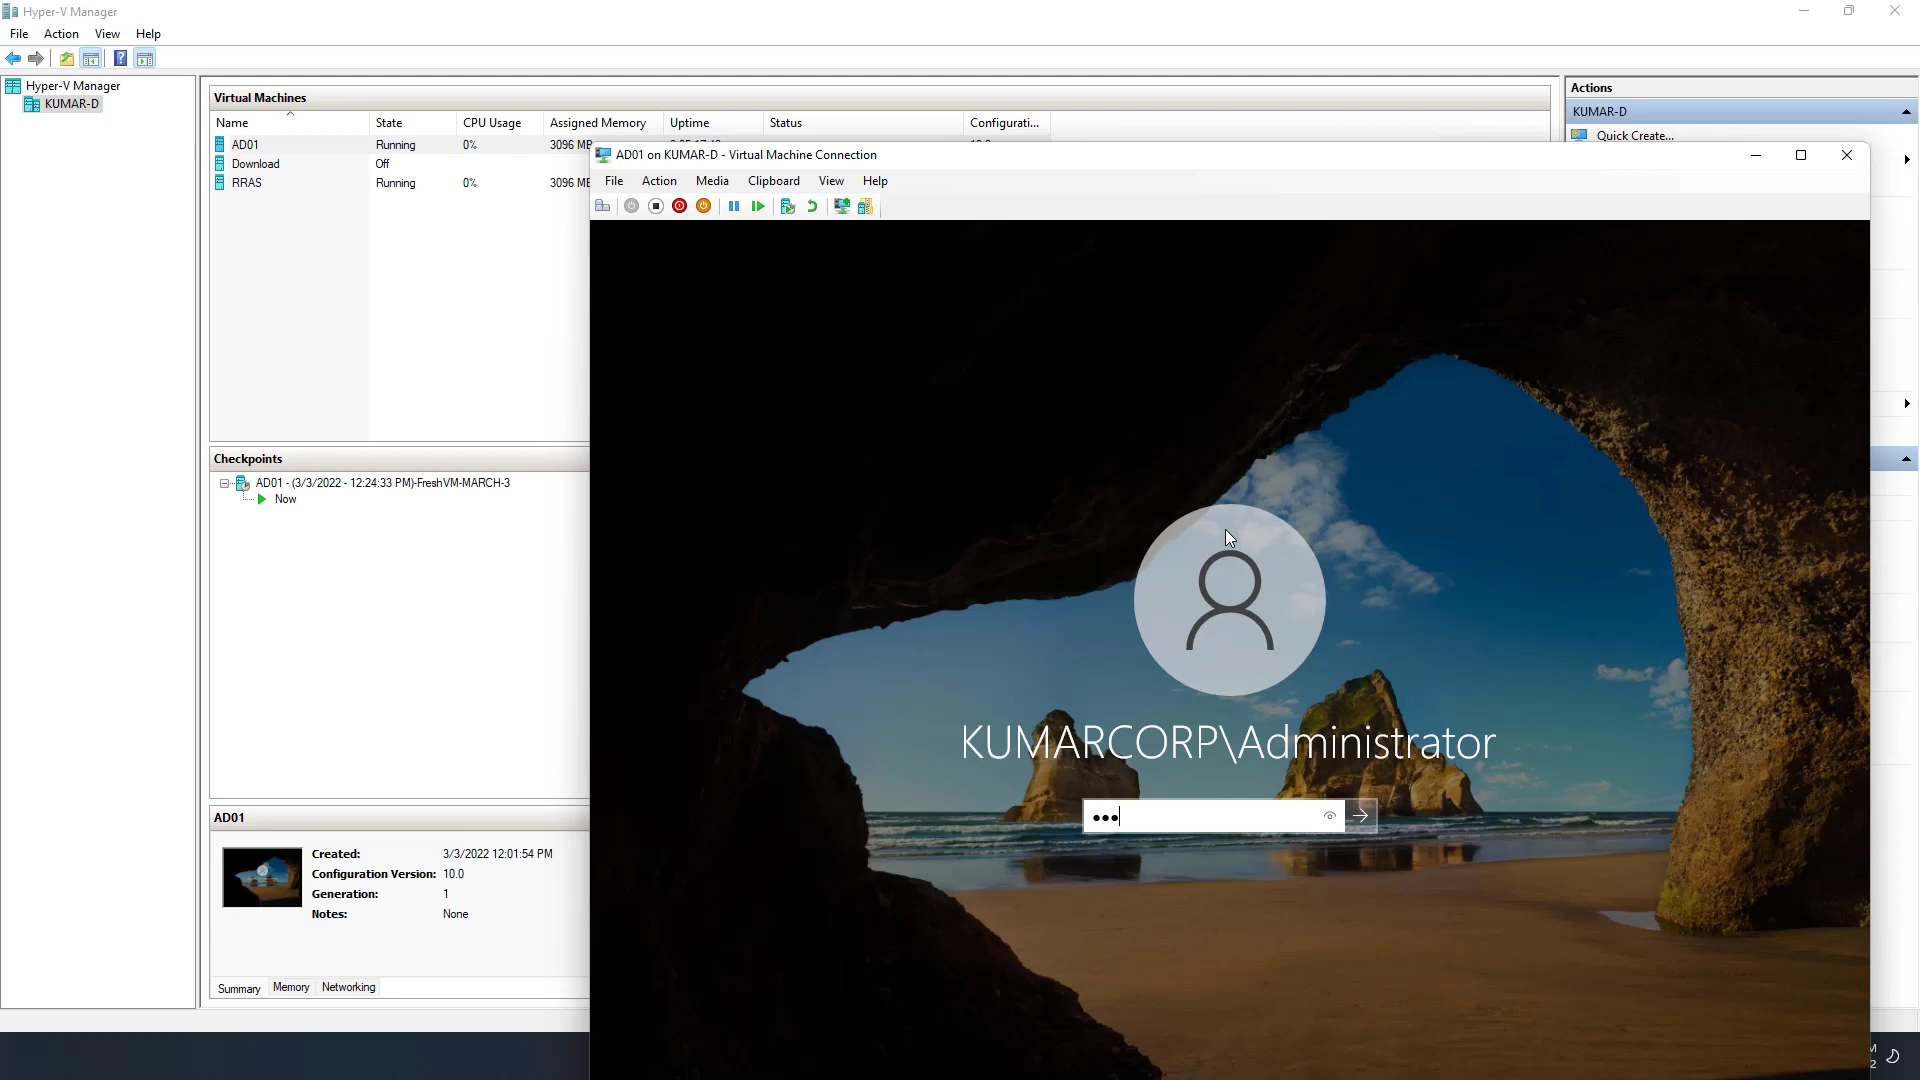 Hyper-V Manager
File Action View Help
Hyper-V Manager
KUMAR-D
Virtual Machines
Name State CPU Usage Assigned Memory Uptime Status Configurati...
AD01 Running 0% 3096 MB
Download Off
RRAS Running 0% 3096 MB
Checkpoints
AD01 - (3/3/2022 - 12:24:33 PM)-FreshVM-MARCH-3
Now
AD01
Created: 3/3/2022 12:01:54 PM
Configuration Version: 10.0
Generation: 1
Notes: None
Summary Memory Networking
Actions
KUMAR-D
Quick Create...
AD01 on KUMAR-D - Virtual Machine Connection
File Action Media Clipboard View Help
KUMARCORP\Administrator